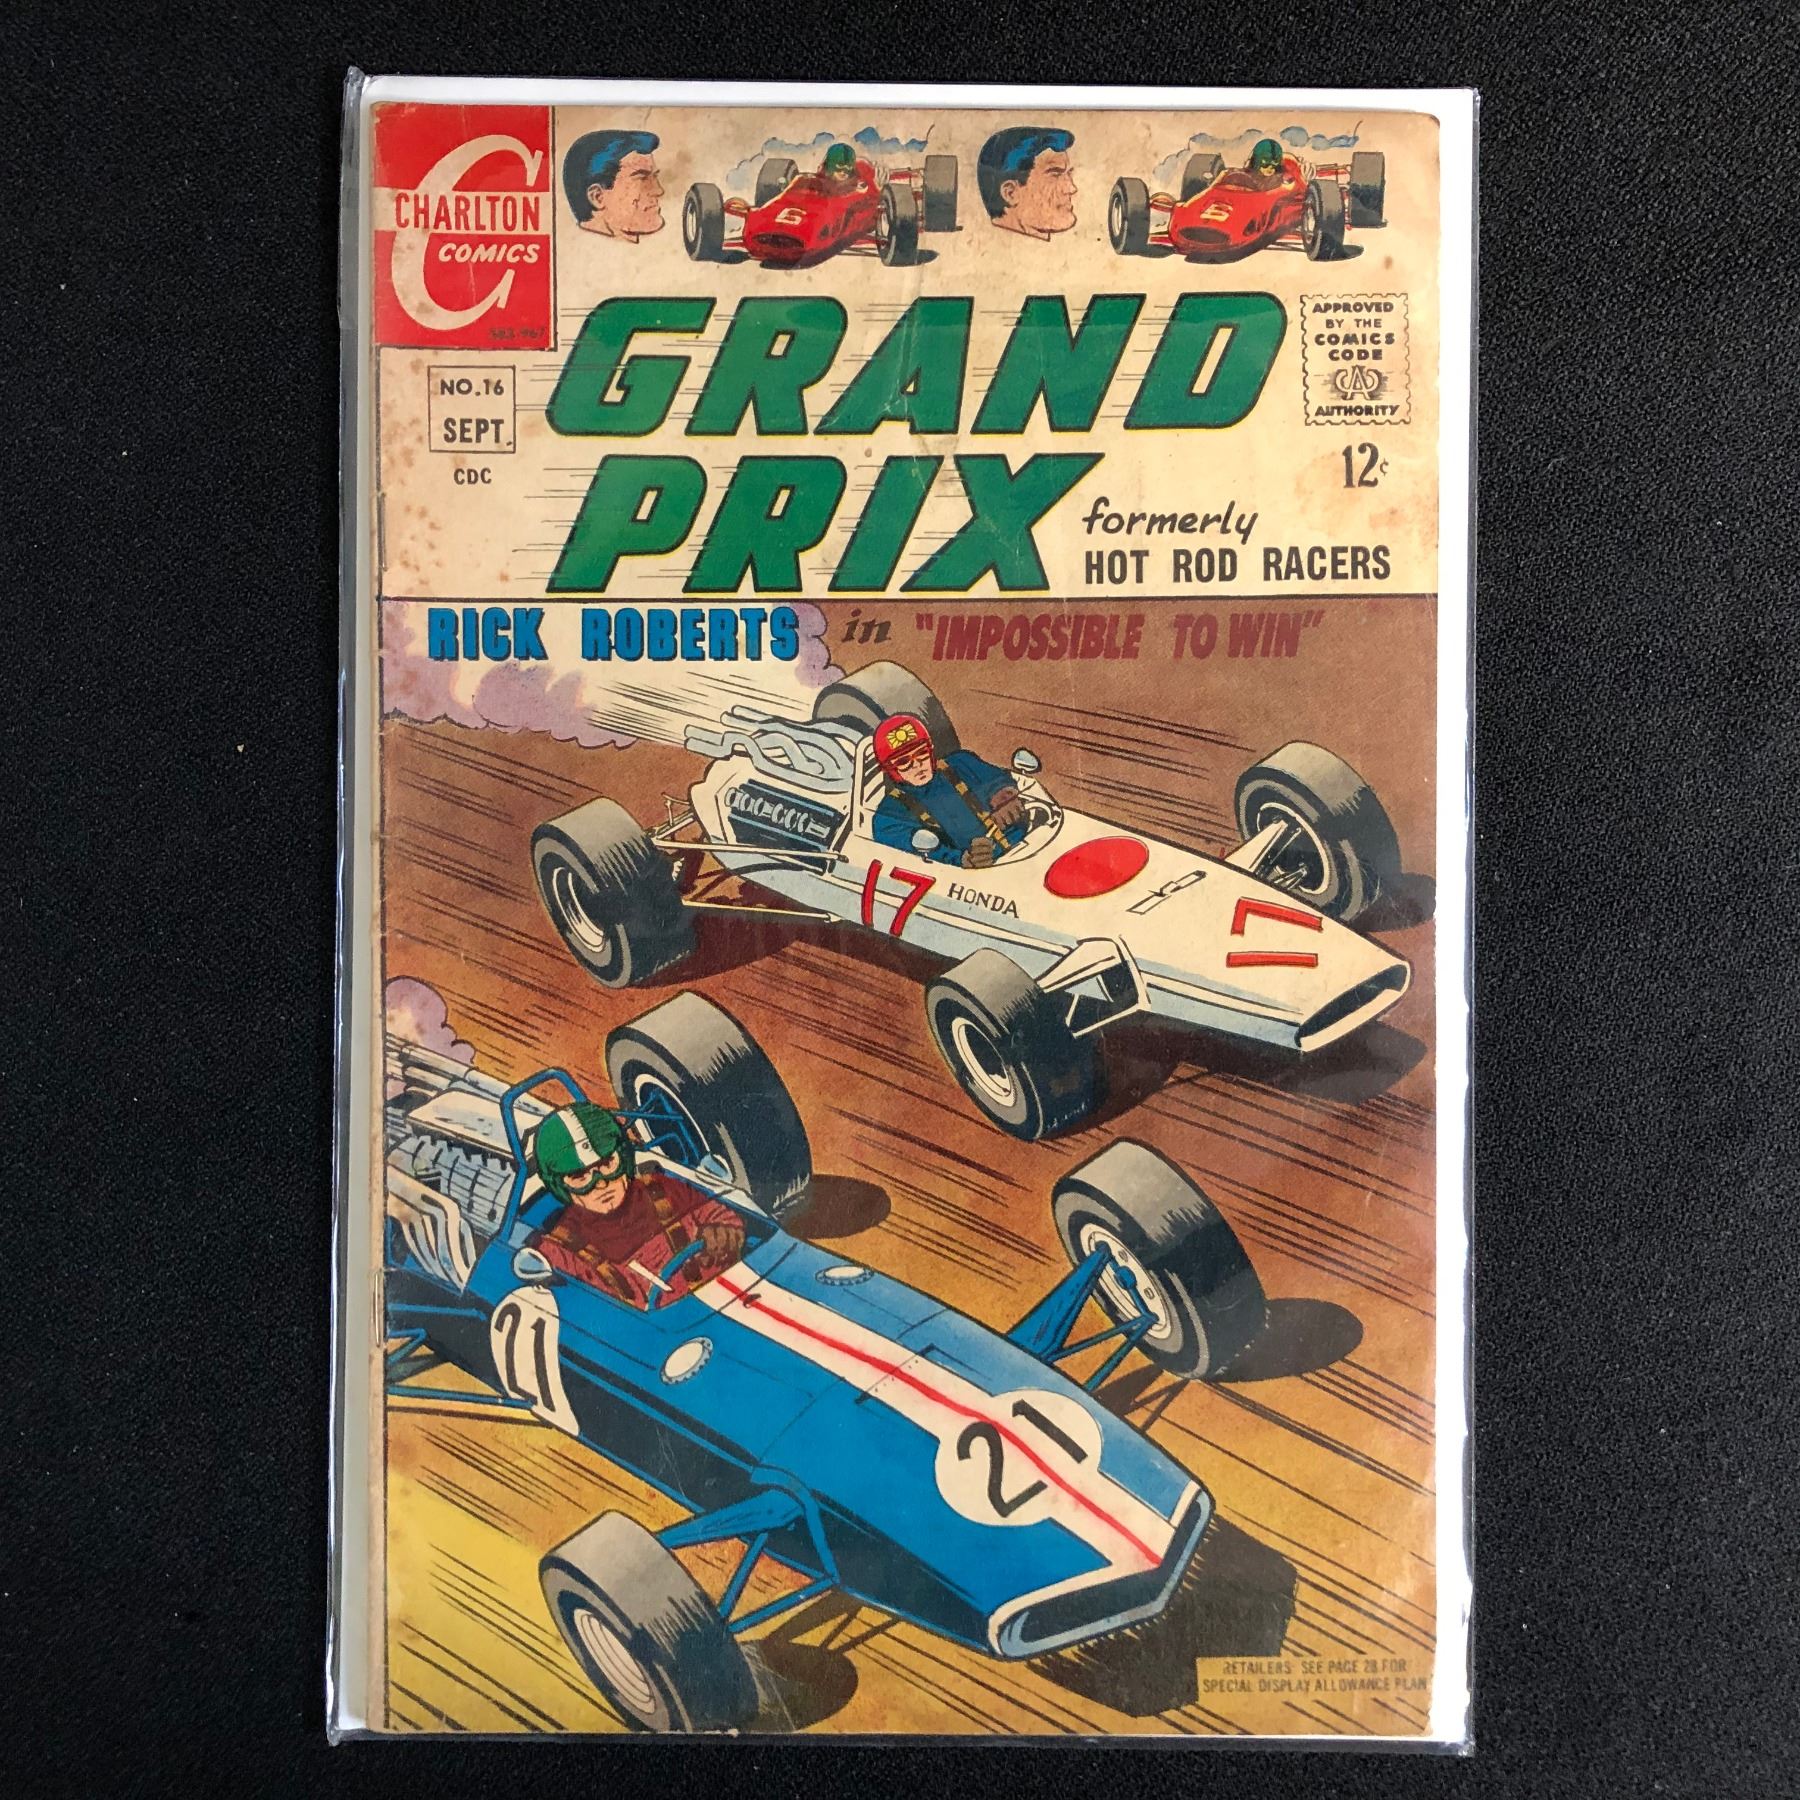 CHARLTON
COMICS
6
6
GRAND
PRIX
NO.16
SEPT.
CDC
APPROVED
BY THE
COMICS
CODE
AUTHORITY
12¢
formerly
HOT ROD RACERS
RICK ROBERTS in "IMPOSSIBLE TO WIN"
17
HONDA
17
21
21
RETAILERS: SEE PAGE 28 FOR
SPECIAL DISPLAY ALLOWANCE PLAN